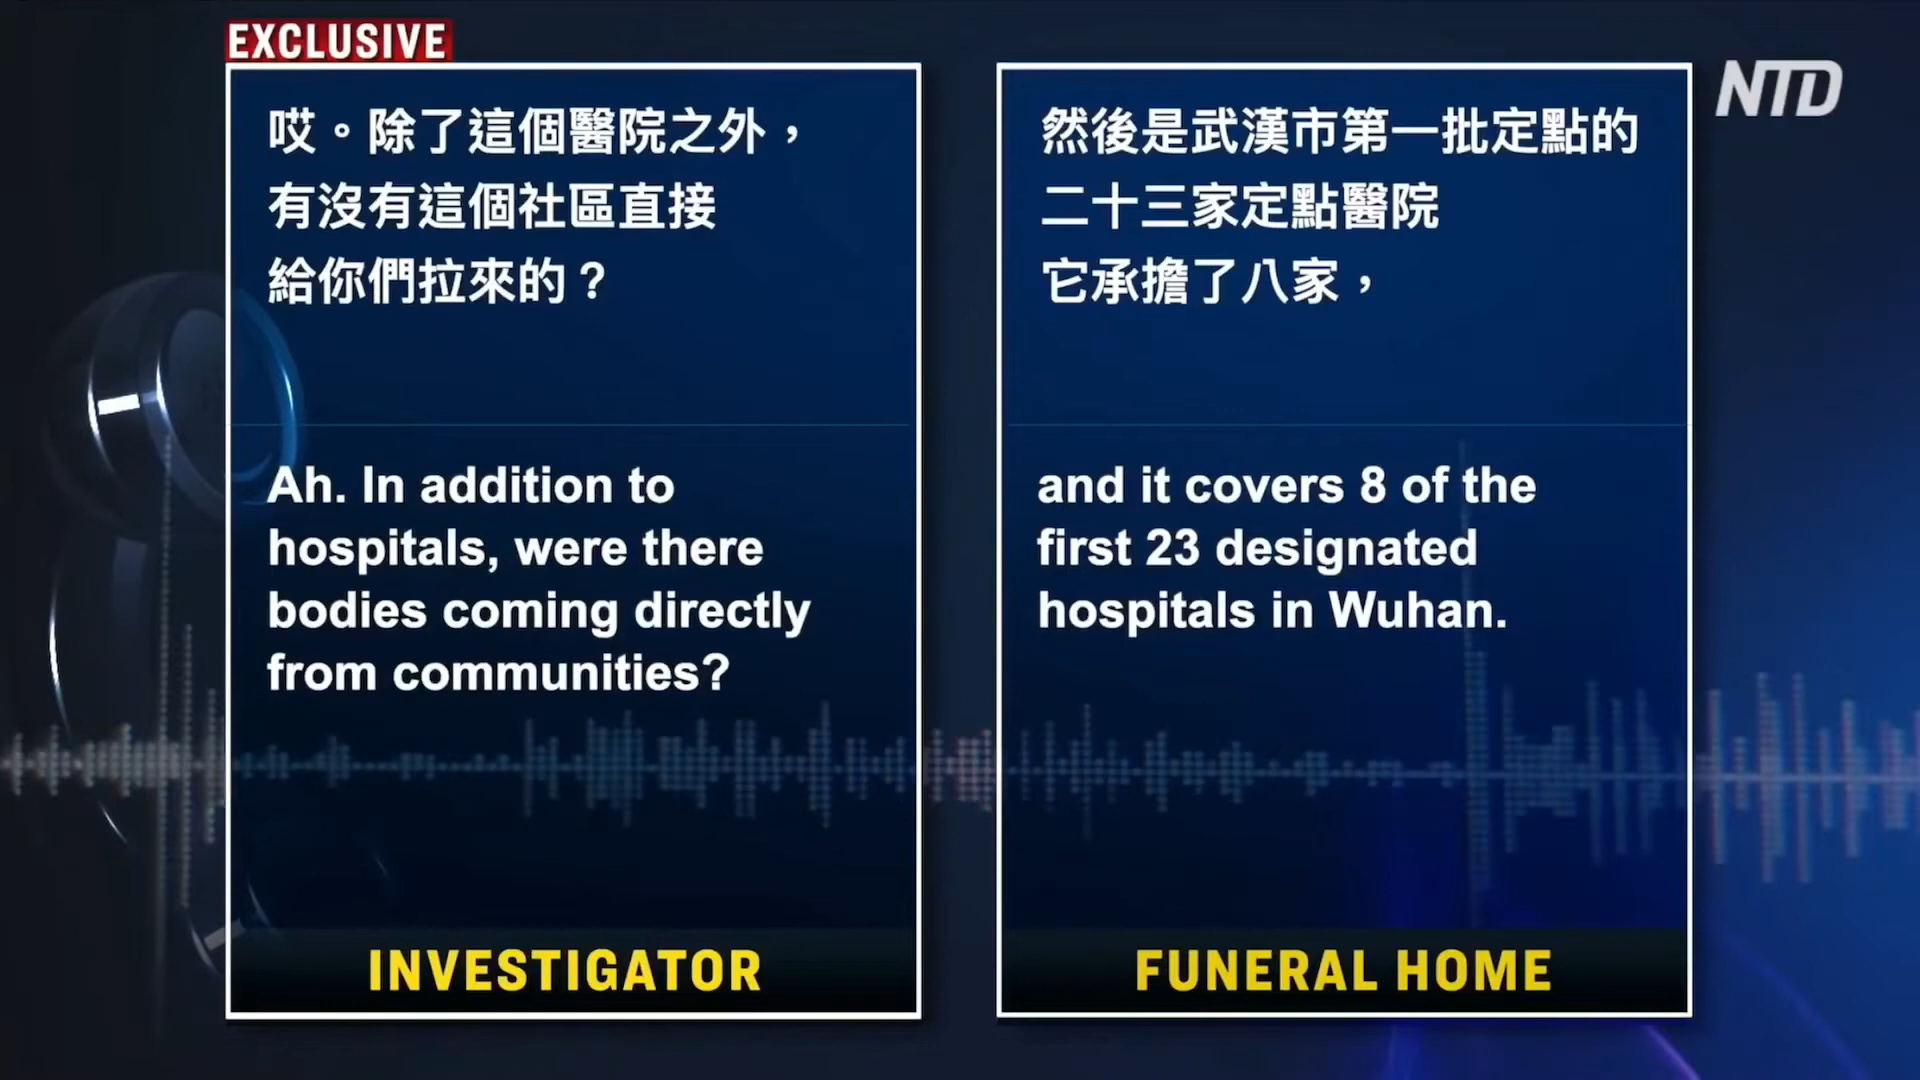 EXCLUSIVE
NTD
哎。除了這個醫院之外，
有沒有這個社區直接
給你們拉來的？
Ah. In addition to
hospitals, were there
bodies coming directly
from communities?
INVESTIGATOR
然後是武漢市第一批定點的
二十三家定點醫院
它承擔了八家，
and it covers 8 of the
first 23 designated
hospitals in Wuhan.
FUNERAL HOME